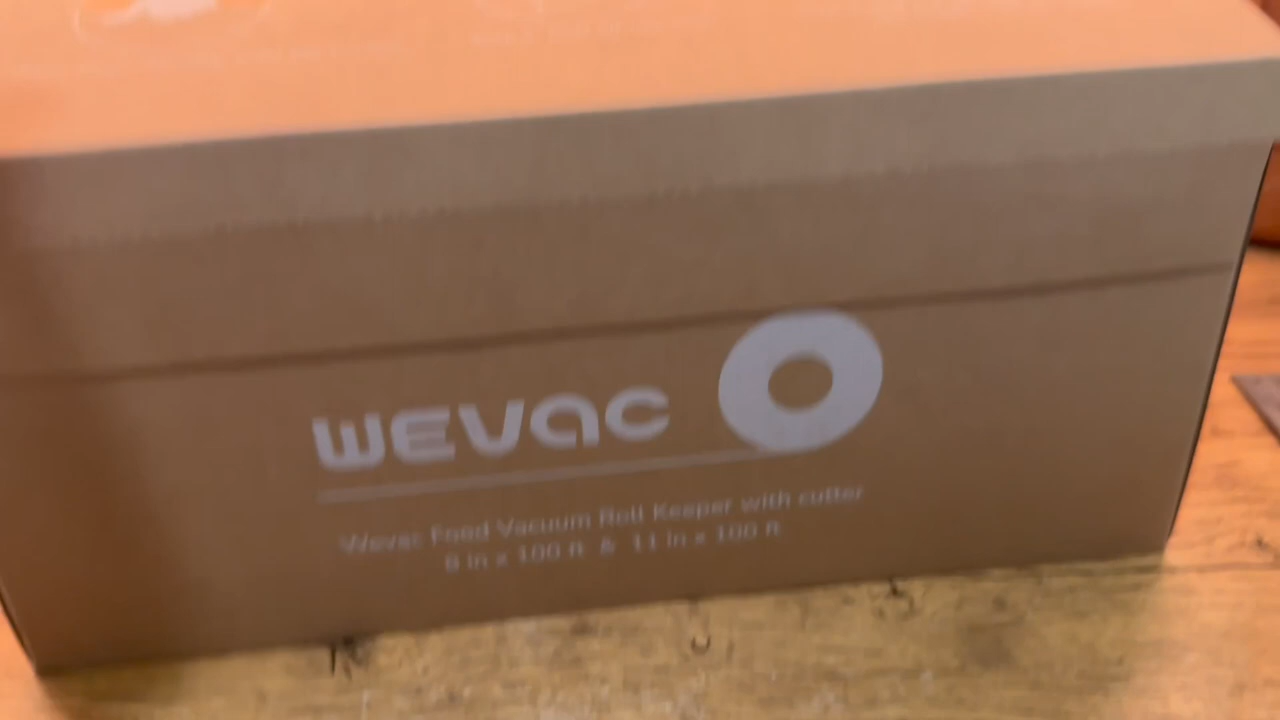 wevac
Wevac Food Vacuum Roll Keeper with cutter
8 in x 100 ft & 11 in x 100 ft